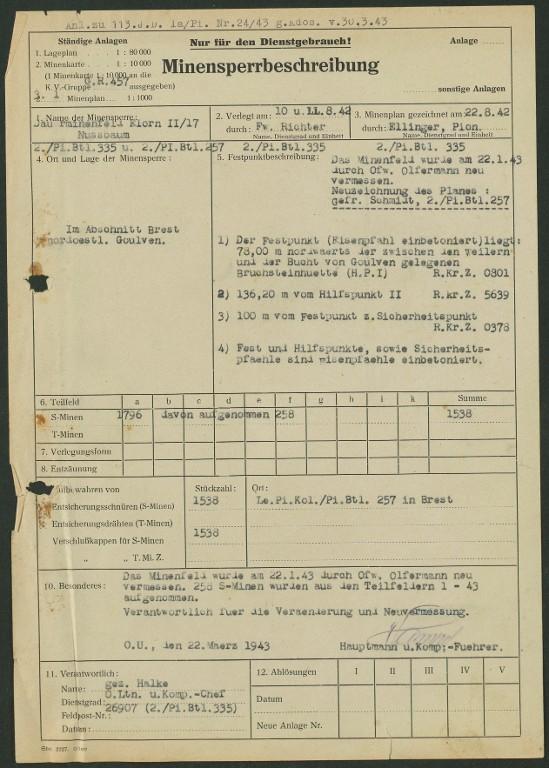 Anl.zu 113.J.D. Ia/Pi. Nr.24/43 g.Kdos. v.30.3.43
Ständige Anlagen
1. Lageplan 1 : 80 000
2. Minenkarte 1 : 10 000
(1 Minenkarte 1 : 10 000 an die
K.V.-Gruppe G.R.457 ausgegeben)
3. 1 Minenplan 1 : 1000
Nur für den Dienstgebrauch!
Minensperrbeschreibung
Anlage
sonstige Anlagen
1. Name der Minensperre:
Minenfeld Klorn II/17
Nussbaum
2./Pi.Btl.335 u. 2./Pi.Btl.257
2. Verlegt am: 10 u.11.8.42
durch: Fw. Richter
Name, Dienstgrad und Einheit
2./Pi.Btl. 335
3. Minenplan gezeichnet am: 22.8.42
durch: Ellinger, Pion.
Name, Dienstgrad und Einheit
2./Pi.Btl. 335
4. Ort und Lage der Minensperre:
Im Abschnitt Brest
nordoestl. Goulven.
5. Festpunktbeschreibung:
Das Minenfeld wurde am 22.1.43
durch Ofw. Olfermann neu
vermessen.
Neuzeichnung des Planes :
gefr. Schmidt, 2./Pi.Btl.257
1) Der Festpunkt (Eisenpfahl einbetoniert)liegt:
78,00 m nordwaerts der zwischen den Weilern
und der Bucht von Goulven gelegenen
Bruchsteinhuette (H.P.I) R.Kr.Z. 0801
2) 136,20 m vom Hilfspunkt II R.Kr.Z. 5639
3) 100 m vom Festpunkt z.Sicherheitspunkt
R.Kr.Z. 0378
4) Fest und Hilfspunkte, sowie Sicherheits-
pfaehle sind Eisenpfaehle einbetoniert.
6. Teilfeld a b c d e f g h i k Summe
S-Minen 1796 davon aufgenommen 258 1538
T-Minen
7. Verlegungsform
8. Entzäunung
Aufbewahren von Stückzahl: Ort:
Entsicherungsschnüren (S-Minen) 1538 Le.Pi.Kol./Pi.Btl. 257 in Brest
Entsicherungsdrähten (T-Minen)
Verschlußkappen für S-Minen 1538
„ „ T. Mi. Z.
10. Besonderes: Das Minenfeld wurde am 22.1.43 durch Ofw. Olfermann neu
vermessen. 258 S-Minen wurden aus den Teilfeldern 1 - 43
aufgenommen.
Verantwortlich fuer die Veraenderung und Neuvermessung.
O.U., den 22.Maerz 1943 Hauptmann u.Komp.-Fuehrer.
11. Verantwortlich:
Name: gez. Halke
Dienstgrad: O.Ltn. u.Komp.-Chef
Feldpost-Nr.: 26907 (2./Pi.Btl.335)
Datum:
12. Ablösungen I II III IV V
Datum
Neue Anlage Nr.